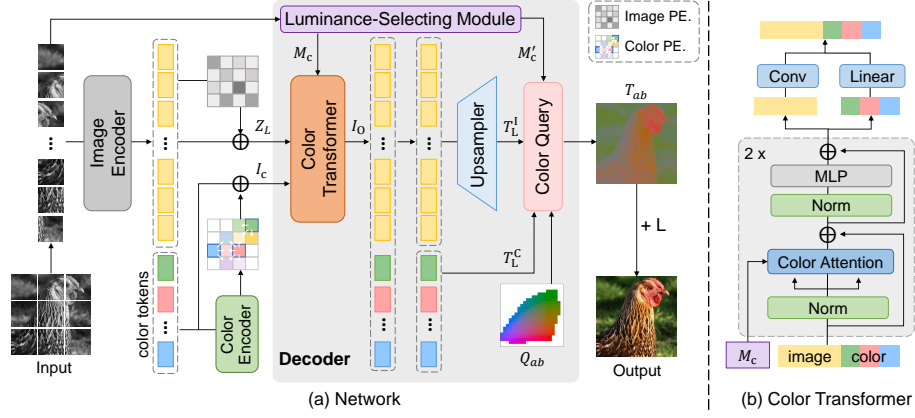 Luminance-Selecting Module
Image PE.
Color PE.
M_c
M_c'
Image
Encoder
Z_L
I_c
Color
Transformer
I_O
Upsampler
T_L^I
Color Query
T_ab
+ L
T_L^C
color tokens
Color
Encoder
Decoder
Q_ab
Input
Output
(a) Network
Conv
Linear
2 x
MLP
Norm
Color Attention
Norm
M_c
image
color
(b) Color Transformer